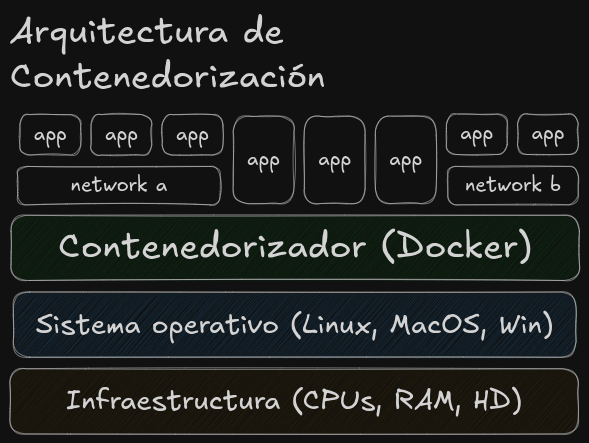 Arquitectura de
Contenedorización
app app app app app app app app
network a network b
Contenedorizador (Docker)
Sistema operativo (Linux, MacOS, Win)
Infraestructura (CPUs, RAM, HD)